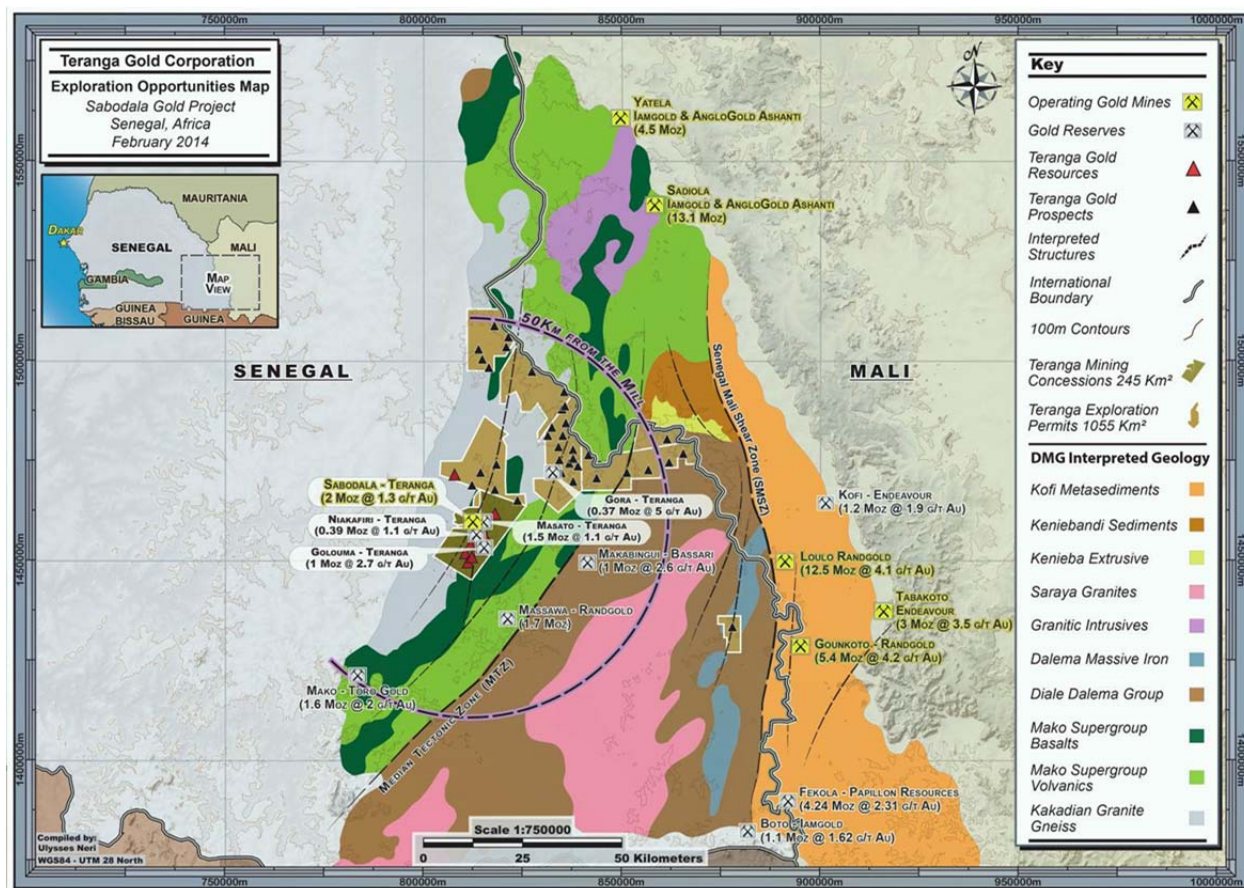 750000m
800000m
850000m
900000m
950000m
1000000m
Teranga Gold Corporation
Exploration Opportunities Map
Sabodala Gold Project
Senegal, Africa
February 2014
MAURITANIA
DAKAR
SENEGAL
MALI
GAMBIA
MAP
VIEW
GUINEA
BISSAU
GUINEA
N
YATELA
IAMGOLD & ANGLOGOLD ASHANTI
(4.5 MOZ)
SADIOLA
IAMGOLD & ANGLOGOLD ASHANTI
(13.1 MOZ)
50KM FROM THE MILL
SENEGAL
MALI
Senegal Mali Shear Zone (SMSZ)
SABODALA - TERANGA
(2 MOZ @ 1.3 G/T AU)
NIAKAFIRI - TERANGA
(0.39 MOZ @ 1.1 G/T AU)
GOLOUMA - TERANGA
(1 MOZ @ 2.7 G/T AU)
GORA - TERANGA
(0.37 MOZ @ 5 G/T AU)
MASATO - TERANGA
(1.5 MOZ @ 1.1 G/T AU)
MAKABINGUI - BASSARI
(1 MOZ @ 2.6 G/T AU)
KOFI - ENDEAVOUR
(1.2 MOZ @ 1.9 G/T AU)
LOULO RANDGOLD
(12.5 MOZ @ 4.1 G/T AU)
TABAKOTO
ENDEAVOUR
(3 MOZ @ 3.5 G/T AU)
MASSAWA - RANDGOLD
(1.7 MOZ)
GOUNKOTO - RANDGOLD
(5.4 MOZ @ 4.2 G/T AU)
MAKO - TORO GOLD
(1.6 MOZ @ 2 G/T AU)
MEDIAN TECTONIC ZONE (MTZ)
FEKOLA - PAPILLON RESOURCES
(4.24 MOZ @ 2.31 G/T AU)
BOTO - IAMGOLD
(1.1 MOZ @ 1.62 G/T AU)
Scale 1:750000
0 25 50 Kilometers
Compiled by:
Ulysses Neri
WGS84 - UTM 28 North
1550000m
1500000m
1450000m
1400000m
1550000m
1500000m
1450000m
1400000m
750000m
800000m
850000m
900000m
950000m
1000000m
Key
Operating Gold Mines
Gold Reserves
Teranga Gold
Resources
Teranga Gold
Prospects
Interpreted
Structures
International
Boundary
100m Contours
Teranga Mining
Concessions 245 Km²
Teranga Exploration
Permits 1055 Km²
DMG Interpreted Geology
Kofi Metasediments
Keniebandi Sediments
Kenieba Extrusive
Saraya Granites
Granitic Intrusives
Dalema Massive Iron
Diale Dalema Group
Mako Supergroup
Basalts
Mako Supergroup
Volcanics
Kakadian Granite
Gneiss